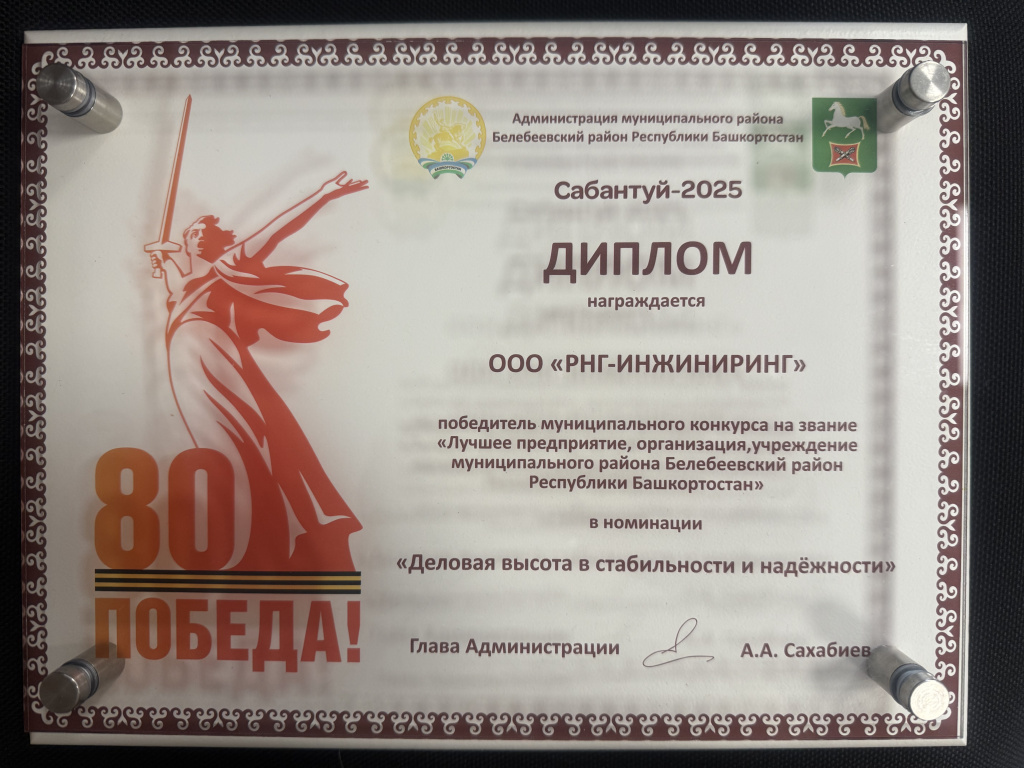 Администрация муниципального района
Белебеевский район Республики Башкортостан
Сабантуй-2025
ДИПЛОМ
награждается
ООО «РНГ-ИНЖИНИРИНГ»
победитель муниципального конкурса на звание
«Лучшее предприятие, организация,учреждение
муниципального района Белебеевский район
Республики Башкортостан»
в номинации
«Деловая высота в стабильности и надёжности»
Глава Администрации А.А. Сахабиев
80
ПОБЕДА!